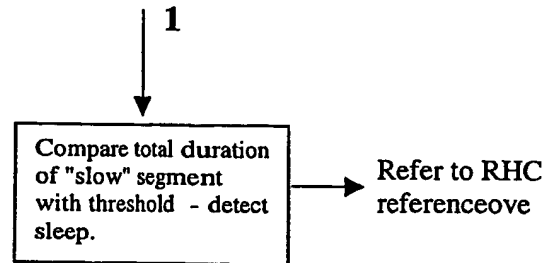 1
Compare total duration
of "slow" segment
with threshold - detect
sleep.
Refer to RHC
referenceove